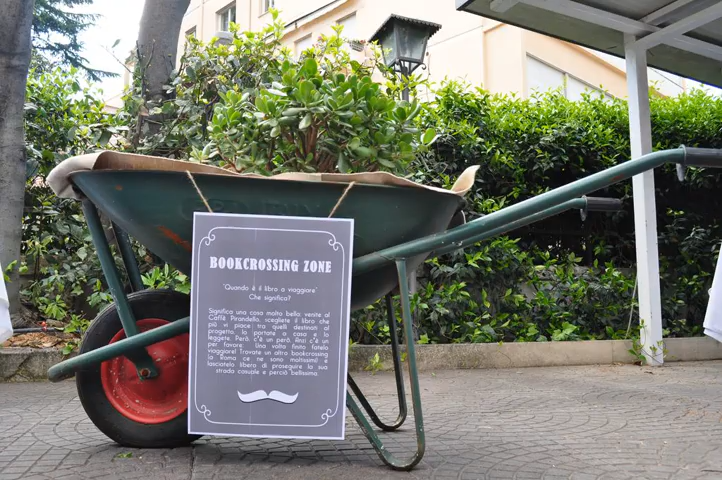 BOOKCROSSING ZONE
"Quando è il libro a viaggiare"
Che significa?
Significa una cosa molto bella: venite al
Caffè Pirandello, scegliete il libro che
più vi piace tra quelli destinati al
progetto, lo portate a casa e lo
leggete. Però c'è un però. Anzi c'è un
per favore. Una volta finito fatelo
viaggiare! Trovate un altro bookcrossing
(a Roma ce ne sono moltissimi) e
lasciatelo libero di proseguire la sua
strada casuale e perciò bellissima.